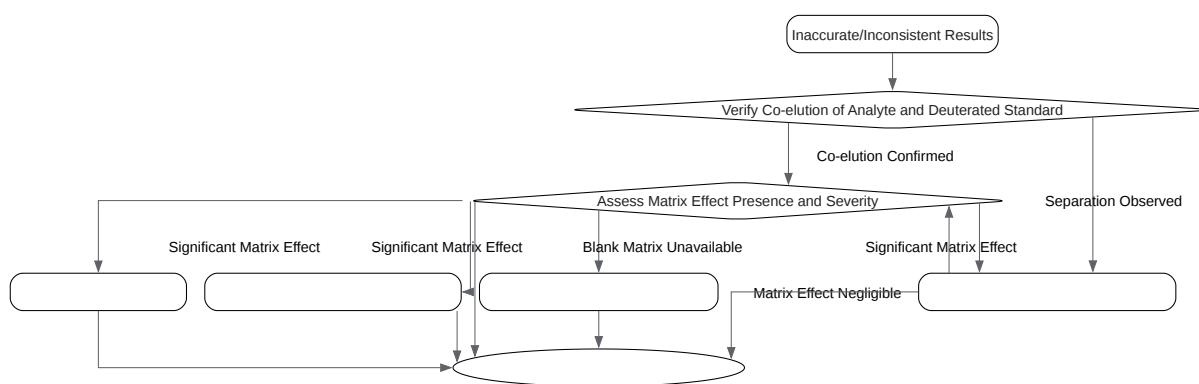 Inaccurate/Inconsistent Results
Verify Co-elution of Analyte and Deuterated Standard
Co-elution Confirmed
Assess Matrix Effect Presence and Severity
Separation Observed
Significant Matrix Effect
Significant Matrix Effect
Blank Matrix Unavailable
Significant Matrix Effect
Matrix Effect Negligible